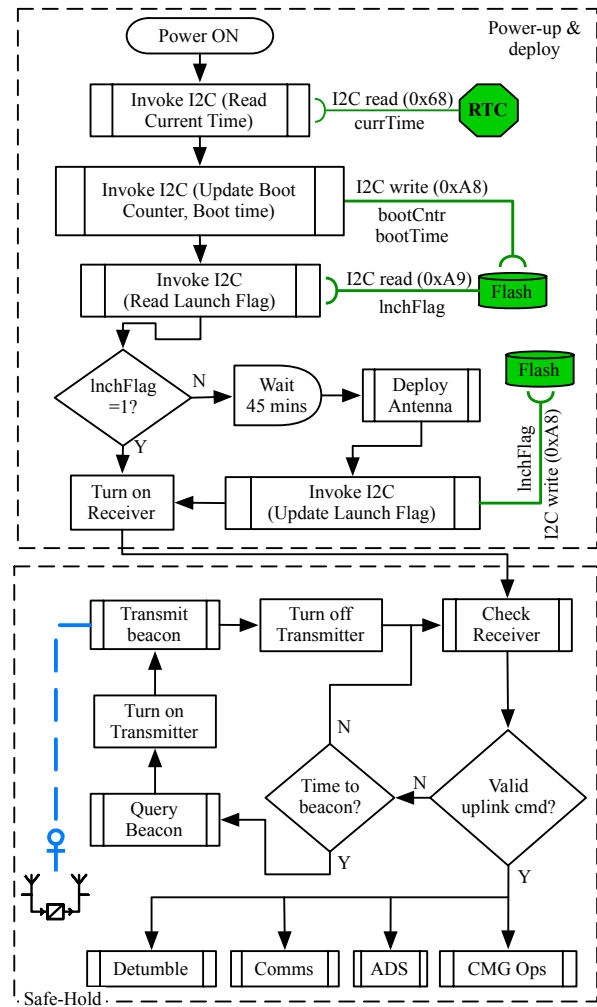 Power ON
Power-up &
deploy
Invoke I2C (Read
Current Time)
I2C read (0x68)
currTime
RTC
Invoke I2C (Update Boot
Counter, Boot time)
I2C write (0xA8)
bootCntr
bootTime
Invoke I2C
(Read Launch Flag)
I2C read (0xA9)
lnchFlag
Flash
lnchFlag
=1?
N
Y
Wait
45 mins
Deploy
Antenna
Flash
lnchFlag
I2C write (0xA8)
Turn on
Receiver
Invoke I2C
(Update Launch Flag)
Transmit
beacon
Turn off
Transmitter
Check
Receiver
Turn on
Transmitter
N
Query
Beacon
Time to
beacon?
N
Valid
uplink cmd?
Y
Y
Detumble
Comms
ADS
CMG Ops
Safe-Hold